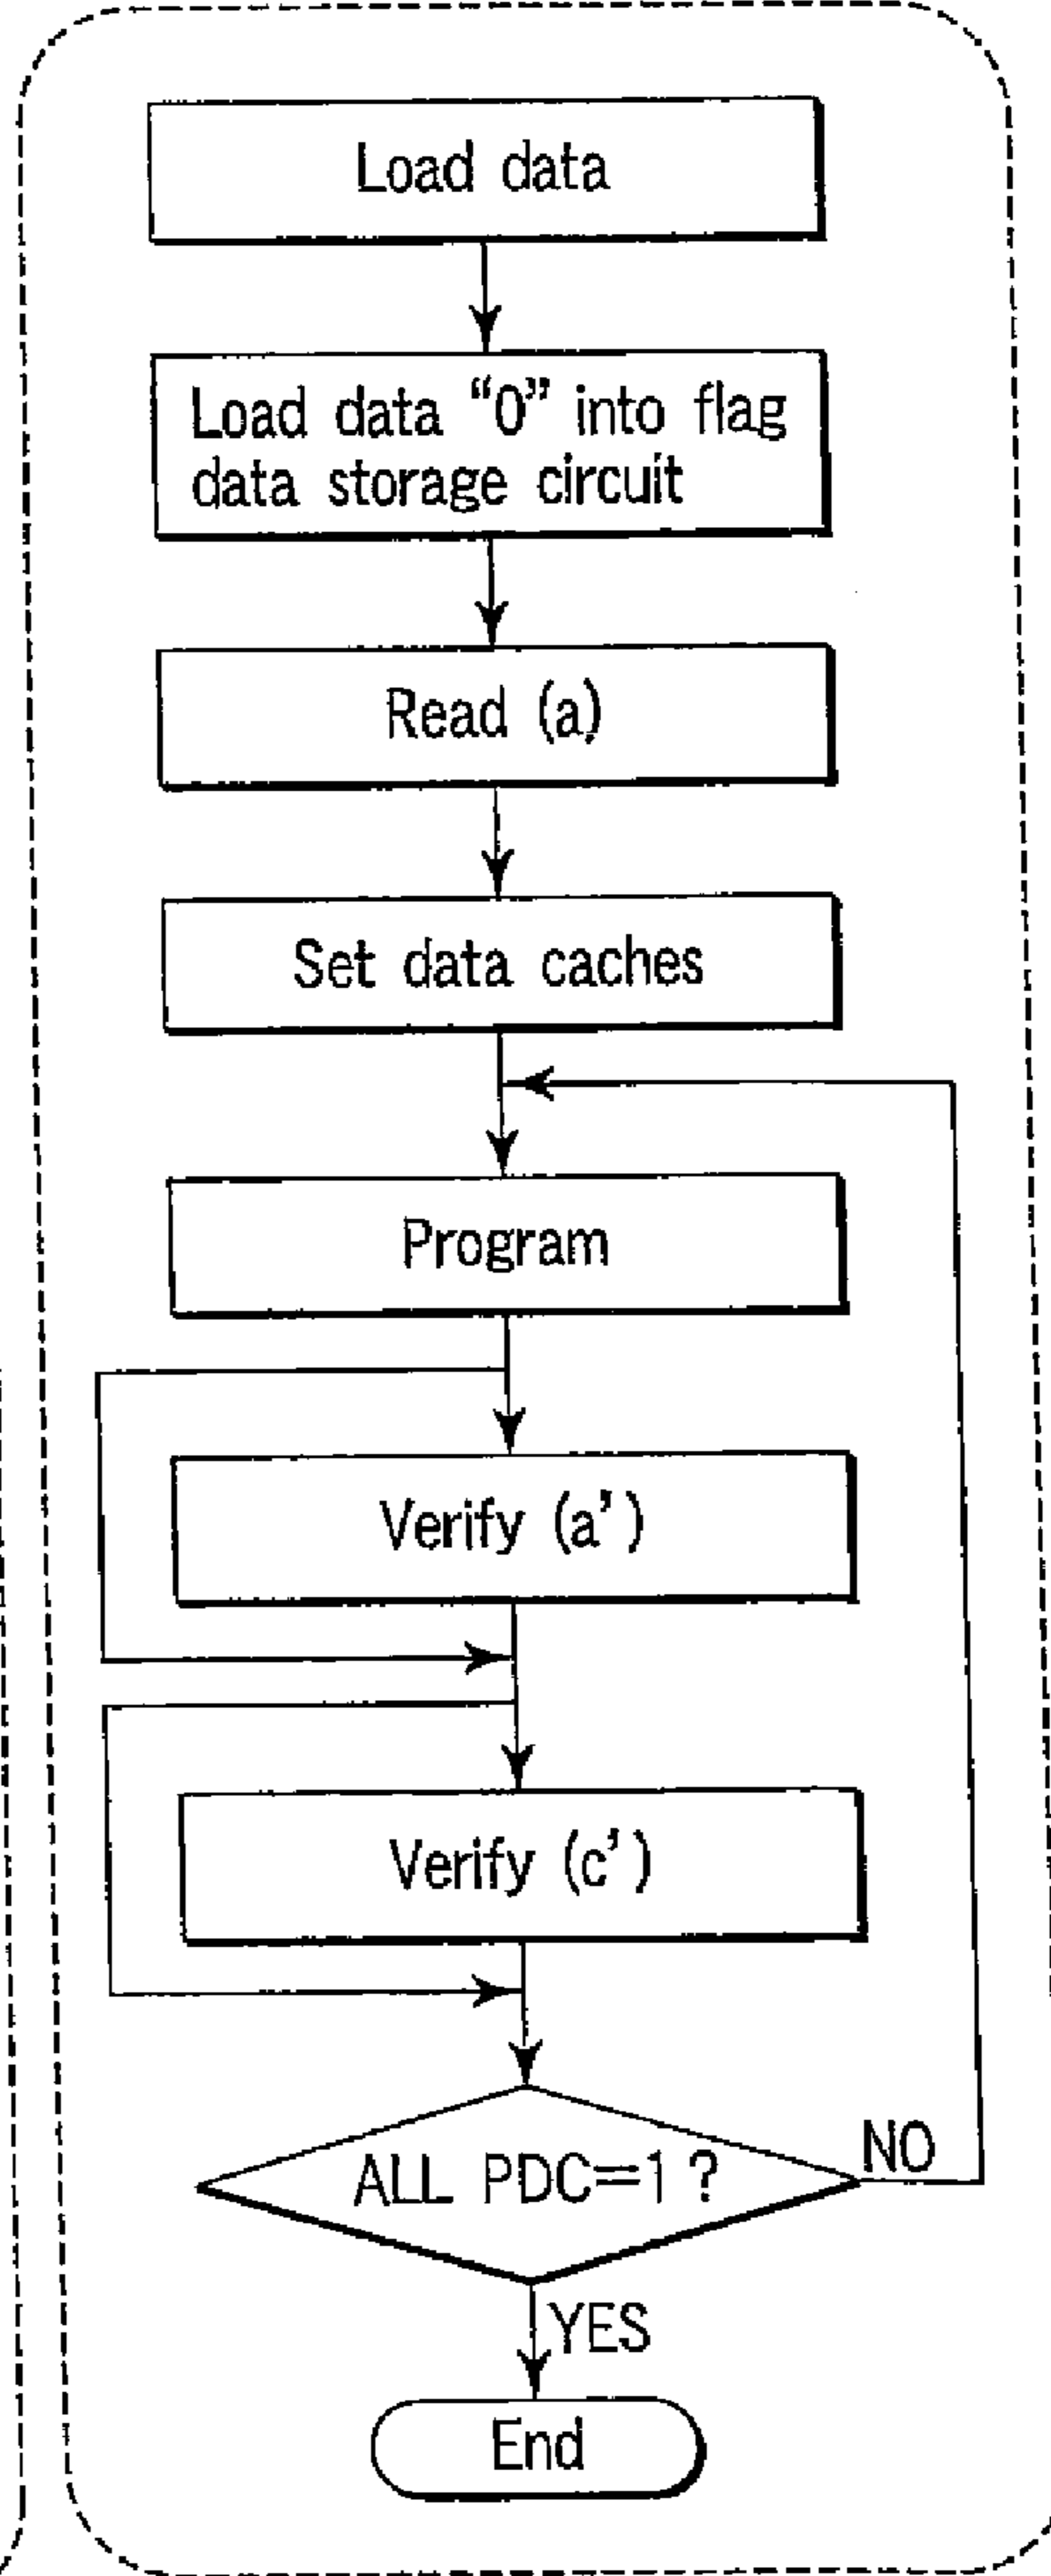 Load data
Load data “0” into flag
data storage circuit
Read (a)
Set data caches
Program
Verify (a’)
Verify (c’)
ALL PDC=1 ?
NO
YES
End